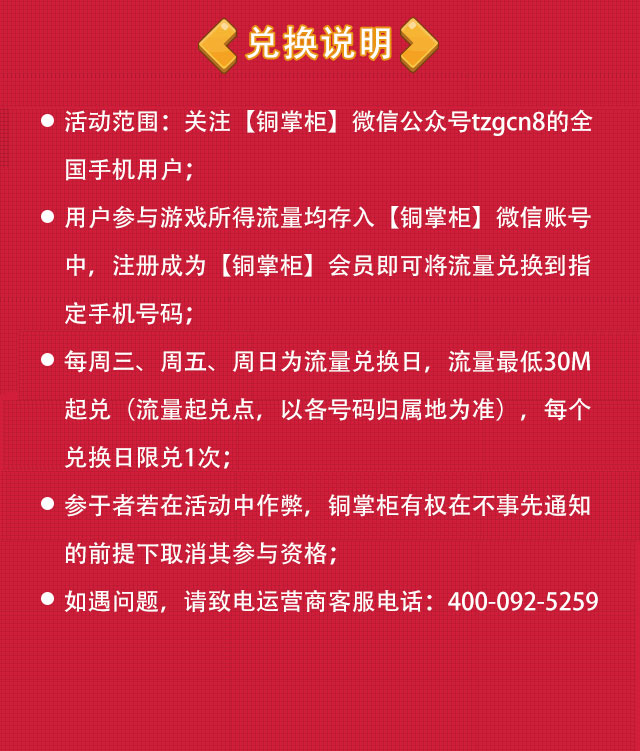 兑换说明
活动范围：关注【铜掌柜】微信公众号tzgcn8的全
国手机用户；
用户参与游戏所得流量均存入【铜掌柜】微信账号
中，注册成为【铜掌柜】会员即可将流量兑换到指
定手机号码；
每周三、周五、周日为流量兑换日，流量最低30M
起兑（流量起兑点，以各号码归属地为准），每个
兑换日限兑1次；
参于者若在活动中作弊，铜掌柜有权在不事先通知
的前提下取消其参与资格；
如遇问题，请致电运营商客服电话：400-092-5259